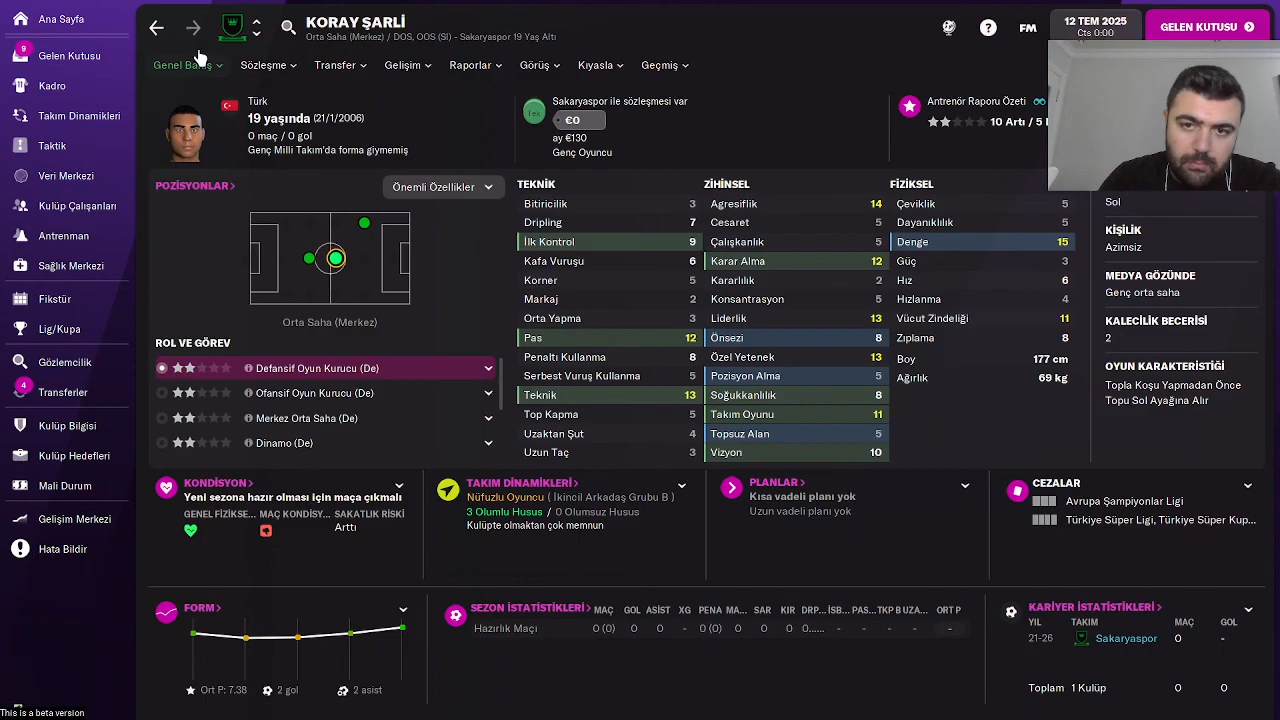 Ana Sayfa
9
Gelen Kutusu
Kadro
Takım Dinamikleri
Taktik
Veri Merkezi
Kulüp Çalışanları
Antrenman
Sağlık Merkezi
Fikstür
Lig/Kupa
Gözlemcilik
4
Transferler
Kulüp Bilgisi
Kulüp Hedefleri
Mali Durum
Gelişim Merkezi
Hata Bildir
This is a beta version
KORAY ŞARLİ
Orta Saha (Merkez) / DOS, OOS (Sl) - Sakaryaspor 19 Yaş Altı
?
FM
12 TEM 2025
Cts 0:00
GELEN KUTUSU
Genel Bakış
Sözleşme
Transfer
Gelişim
Raporlar
Görüş
Kıyasla
Geçmiş
Türk
19 yaşında (21/1/2006)
0 maç / 0 gol
Genç Milli Takım'da forma giymemiş
Tek
Sakaryaspor ile sözleşmesi var
€0
ay €130
Genç Oyuncu
Antrenör Raporu Özeti
10 Artı / 5
POZİSYONLAR
Önemli Özellikler
Orta Saha (Merkez)
ROL VE GÖREV
Defansif Oyun Kurucu (De)
Ofansif Oyun Kurucu (De)
Merkez Orta Saha (De)
Dinamo (De)
TEKNİK
Bitiricilik 3
Dripling 7
İlk Kontrol 9
Kafa Vuruşu 6
Korner 5
Markaj 2
Orta Yapma 3
Pas 12
Penaltı Kullanma 8
Serbest Vuruş Kullanma 5
Teknik 13
Top Kapma 5
Uzaktan Şut 4
Uzun Taç 3
ZİHİNSEL
Agresiflik 14
Cesaret 5
Çalışkanlık 5
Karar Alma 12
Kararlılık 2
Konsantrasyon 5
Liderlik 13
Önsezi 8
Özel Yetenek 13
Pozisyon Alma 5
Soğukkanlılık 8
Takım Oyunu 11
Topsuz Alan 5
Vizyon 10
FİZİKSEL
Çeviklik 5
Dayanıklılık 5
Denge 15
Güç 3
Hız 6
Hızlanma 4
Vücut Zindeliği 11
Zıplama 8
Boy 177 cm
Ağırlık 69 kg
Sol
KİŞİLİK
Azimsiz
MEDYA GÖZÜNDE
Genç orta saha
KALECİLİK BECERİSİ
2
OYUN KARAKTERİSTİĞİ
Topla Koşu Yapmadan Önce
Topu Sol Ayağına Alır
KONDİSYON
Yeni sezona hazır olması için maça çıkmalı
GENEL FİZİKSE...
MAÇ KONDİSY...
SAKATLIK RİSKİ
Arttı
TAKIM DİNAMİKLERİ
Nüfuzlu Oyuncu ( İkincil Arkadaş Grubu B )
3 Olumlu Husus / 0 Olumsuz Husus
Kulüpte olmaktan çok memnun
PLANLAR
Kısa vadeli planı yok
Uzun vadeli planı yok
CEZALAR
Avrupa Şampiyonlar Ligi
Türkiye Süper Ligi, Türkiye Süper Kup...
FORM
Ort P: 7.38
2 gol
2 asist
SEZON İSTATİSTİKLERİ
MAÇ GOL ASİST XG PENA MA... SAR KIR DRP... İSB... PAS... TKP B UZA... ORT P
Hazırlık Maçı 0 (0) 0 0 - 0 (0) 0 0 0 0...... - - - - -
KARİYER İSTATİSTİKLERİ
YIL TAKIM MAÇ GOL
21-26 Sakaryaspor 0 -
Toplam 1 Kulüp 0 0